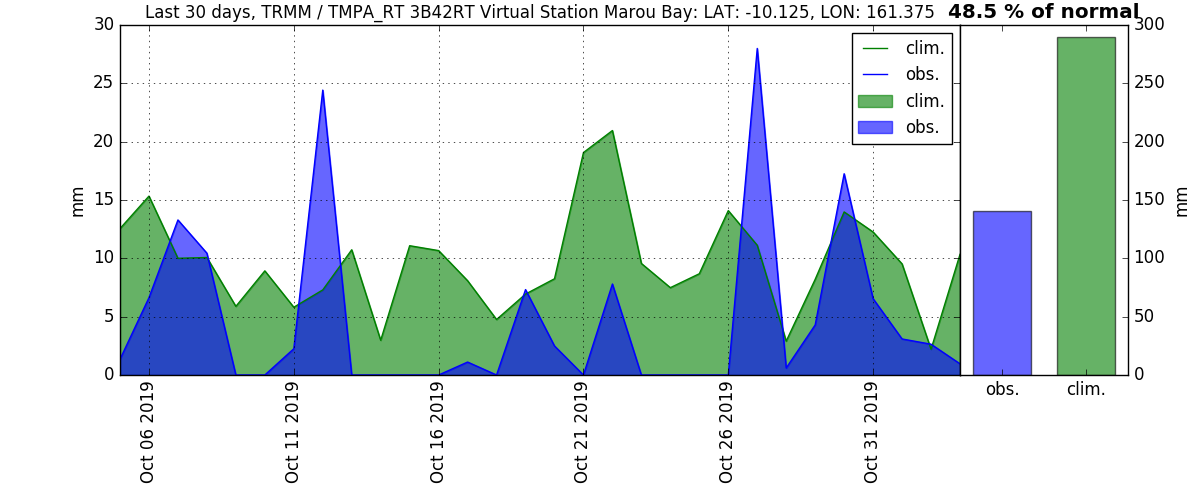 Last 30 days, TRMM / TMPA_RT 3B42RT Virtual Station Marou Bay: LAT: -10.125, LON: 161.375
48.5 % of normal
clim.
obs.
clim.
obs.
30
25
20
15
10
5
0
mm
Oct 06 2019
Oct 11 2019
Oct 16 2019
Oct 21 2019
Oct 26 2019
Oct 31 2019
300
250
200
150
100
50
0
mm
obs.
clim.